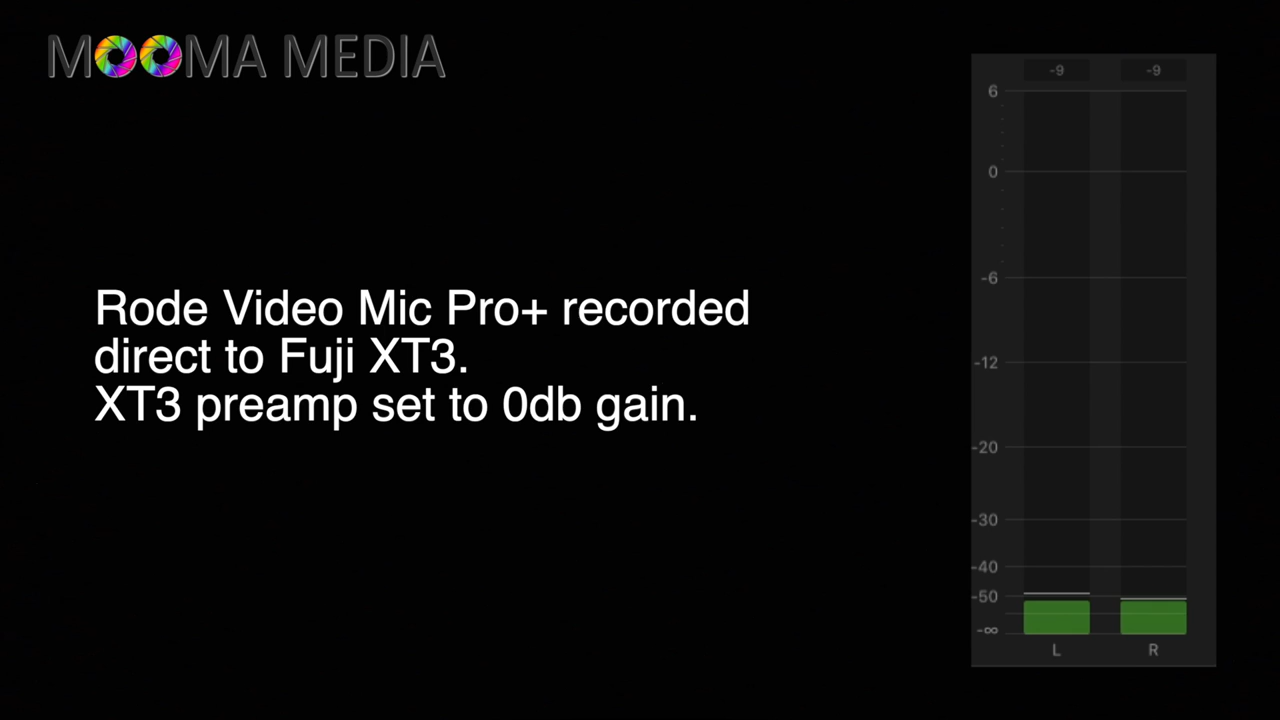 MOOMA MEDIA
Rode Video Mic Pro+ recorded
direct to Fuji XT3.
XT3 preamp set to 0db gain.
-9 -9
6
0
-6
-12
-20
-30
-40
-50
-∞
L R